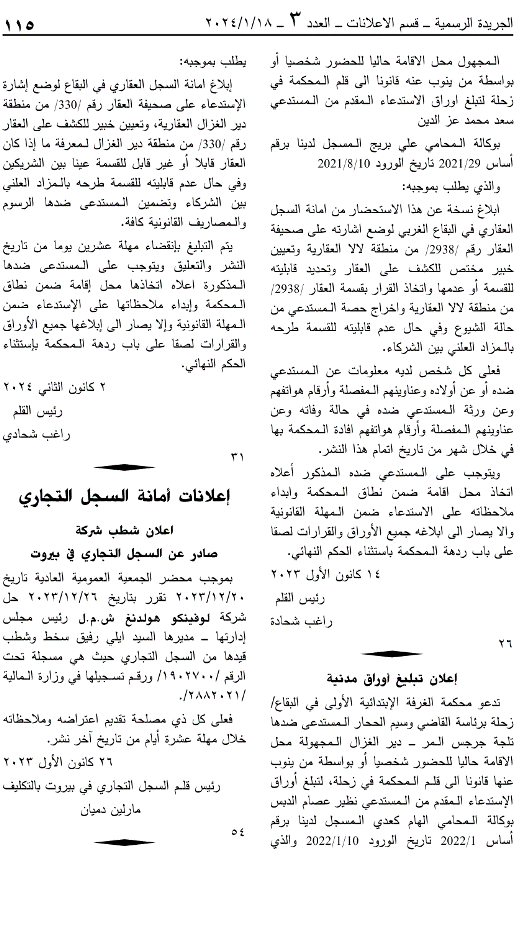 الجريدة الرسمية ــ قسم الاعلانات ــ العدد ٣ ــ ٢٠٢٤/١/١٨
١١٥
المجهول محل الاقامة حاليا للحضور شخصيا أو
بواسطة من ينوب عنه قانونا الى قلم المحكمة في
زحلة لتبلغ اوراق الاستدعاء المقدم من المستدعي
سعد محمد عز الدين
بوكالة المحامي علي بريج المسجل لدينا برقم
أساس 2021/29 تاريخ الورود 2021/8/10
والذي يطلب بموجبه:
ابلاغ نسخة عن هذا الاستحضار من امانة السجل
العقاري في البقاع الغربي لوضع اشارته على صحيفة
العقار رقم /2938/ من منطقة لالا العقارية وتعيين
خبير مختص للكشف على العقار وتحديد قابليته
للقسمة أو عدمها واتخاذ القرار بقسمة العقار /2938/
من منطقة لالا العقارية واخراج حصة المستدعي من
حالة الشيوع وفي حال عدم قابليته للقسمة طرحه
بالمزاد العلني بين الشركاء.
فعلى كل شخص لديه معلومات عن المستدعي
ضده أو عن أولاده وعناوينهم المفصلة وأرقام هواتفهم
وعن ورثة المستدعي ضده في حالة وفاته وعن
عناوينهم المفصلة وأرقام هواتفهم افادة المحكمة بها
في خلال شهر من تاريخ اتمام هذا النشر.
ويتوجب على المستدعي ضده المذكور أعلاه
اتخاذ محل اقامة ضمن نطاق المحكمة وابداء
ملاحظاته على الاستدعاء ضمن المهلة القانونية
والا يصار الى ابلاغه جميع الأوراق والقرارات لصقا
على باب ردهة المحكمة باستثناء الحكم النهائي.
١٤ كانون الأول ٢٠٢٣
رئيس القلم
راغب شحادة
٢٦
إعلان تبليغ أوراق مدنية
تدعو محكمة الغرفة الإبتدائية الأولى في البقاع/
زحلة برئاسة القاضي وسيم الحجار المستدعى ضدها
تلجة جرجس المر ــ دير الغزال المجهولة محل
الاقامة حاليا للحضور شخصيا أو بواسطة من ينوب
عنها قانونا الى قلم المحكمة في زحلة، لتبلغ أوراق
الإستدعاء المقدم من المستدعي نظير عصام الدبس
بوكالة المحامي الهام كعدي المسجل لدينا برقم
أساس 2022/1 تاريخ الورود 2022/1/10 والذي
يطلب بموجبه:
إبلاغ امانة السجل العقاري في البقاع لوضع إشارة
الإستدعاء على صحيفة العقار رقم /330/ من منطقة
دير الغزال العقارية، وتعيين خبير للكشف على العقار
رقم /330/ من منطقة دير الغزال لمعرفة ما إذا كان
العقار قابلا أو غير قابل للقسمة عينا بين الشريكين
وفي حال عدم قابليته للقسمة طرحه بالمزاد العلني
بين الشركاء وتضمين المستدعى ضدها الرسوم
والمصاريف القانونية كافة.
يتم التبليغ بإنقضاء مهلة عشرين يوما من تاريخ
النشر والتعليق ويتوجب على المستدعى ضدها
المذكورة اعلاه اتخاذها محل إقامة ضمن نطاق
المحكمة وإبداء ملاحظاتها على الإستدعاء ضمن
المهلة القانونية وإلا يصار الى إبلاغها جميع الأوراق
والقرارات لصقا على باب ردهة المحكمة بإستثناء
الحكم النهائي.
٢ كانون الثاني ٢٠٢٤
رئيس القلم
راغب شحادي
٣١
إعلانات أمانة السجل التجاري
اعلان شطب شركة
صادر عن السجل التجاري في بيروت
بموجب محضر الجمعية العمومية العادية تاريخ
٢٠٢٣/١٢/٢٠ تقرر بتاريخ ٢٠٢٣/١٢/٢٦ حل
شركة لوفينكو هولدنغ ش.م.ل رئيس مجلس
إدارتها ــ مديرها السيد ايلي رفيق سخط وشطب
قيدها من السجل التجاري حيث هي مسجلة تحت
الرقم /١٩٠٢٧٠٠/ ورقم تسجيلها في وزارة المالية
/٢٨٨٢٠٢١/.
فعلى كل ذي مصلحة تقديم اعتراضه وملاحظاته
خلال مهلة عشرة أيام من تاريخ آخر نشر.
٢٦ كانون الأول ٢٠٢٣
رئيس قلم السجل التجاري في بيروت بالتكليف
مارلين دميان
٥٤